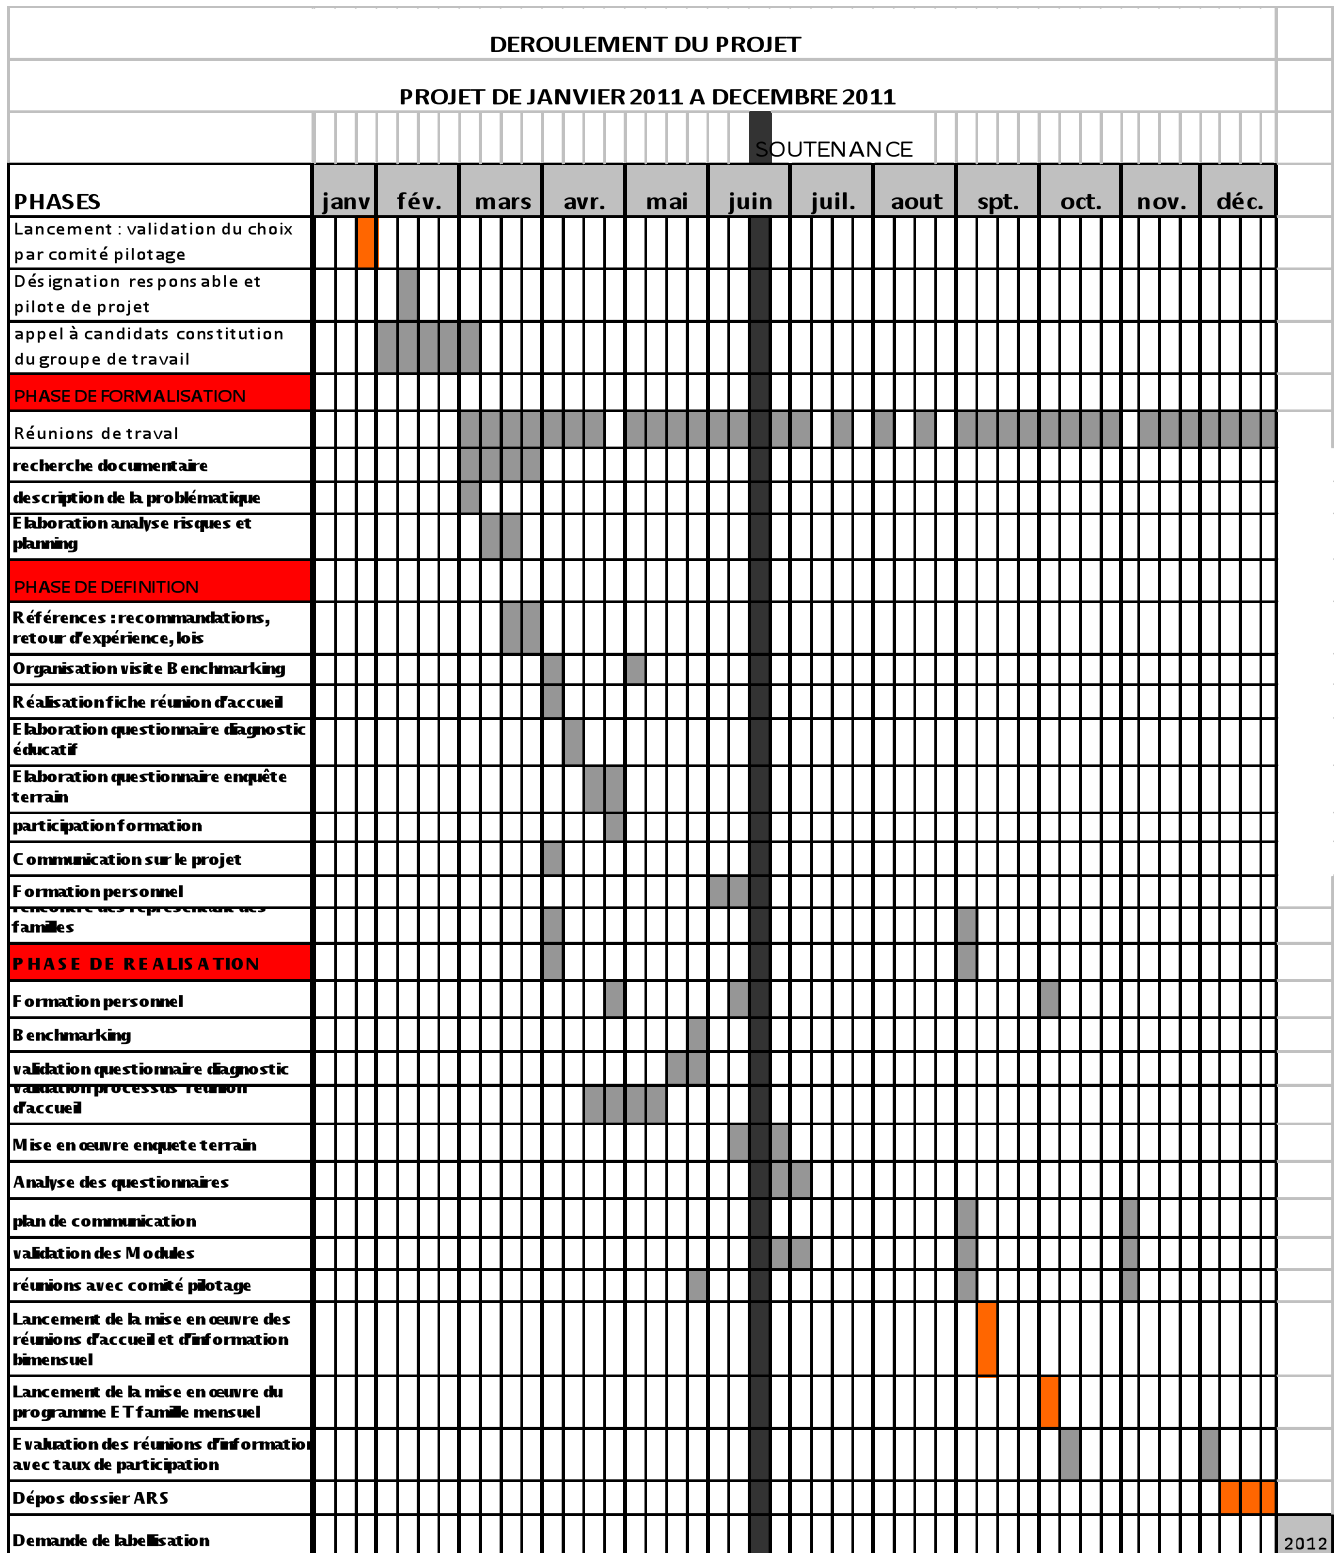 DEROULEMENT DU PROJET
PROJET DE JANVIER 2011 A DECEMBRE 2011
SOUTENANCE
PHASES janv fév. mars avr. mai juin juil. aout spt. oct. nov. déc.
Lancement : validation du choix
par comité pilotage
Désignation responsable et
pilote de projet
appel à candidats constitution
du groupe de travail
PHASE DE FORMALISATION
Réunions de traval
recherche documentaire
description de la problématique
Elaboration analyse risques et
planning
PHASE DE DEFINITION
Références : recommandations,
retour d'expérience, lois
Organisation visite Benchmarking
Réalisation fiche réunion d'accueil
Elaboration questionnaire diagnostic
éducatif
Elaboration questionnaire enquête
terrain
participation formation
Communication sur le projet
Formation personnel
rencontre des représentant des
familles
PHASE DE REALISATION
Formation personnel
Benchmarking
validation questionnaire diagnostic
validation processus réunion
d'accueil
Mise en œuvre enquete terrain
Analyse des questionnaires
plan de communication
validation des Modules
réunions avec comité pilotage
Lancement de la mise en œuvre des
réunions d'accueil et d'information
bimensuel
Lancement de la mise en œuvre du
programme ET famille mensuel
Evaluation des réunions d'information
avec taux de participation
Dépos dossier ARS
Demande de labellisation 2012